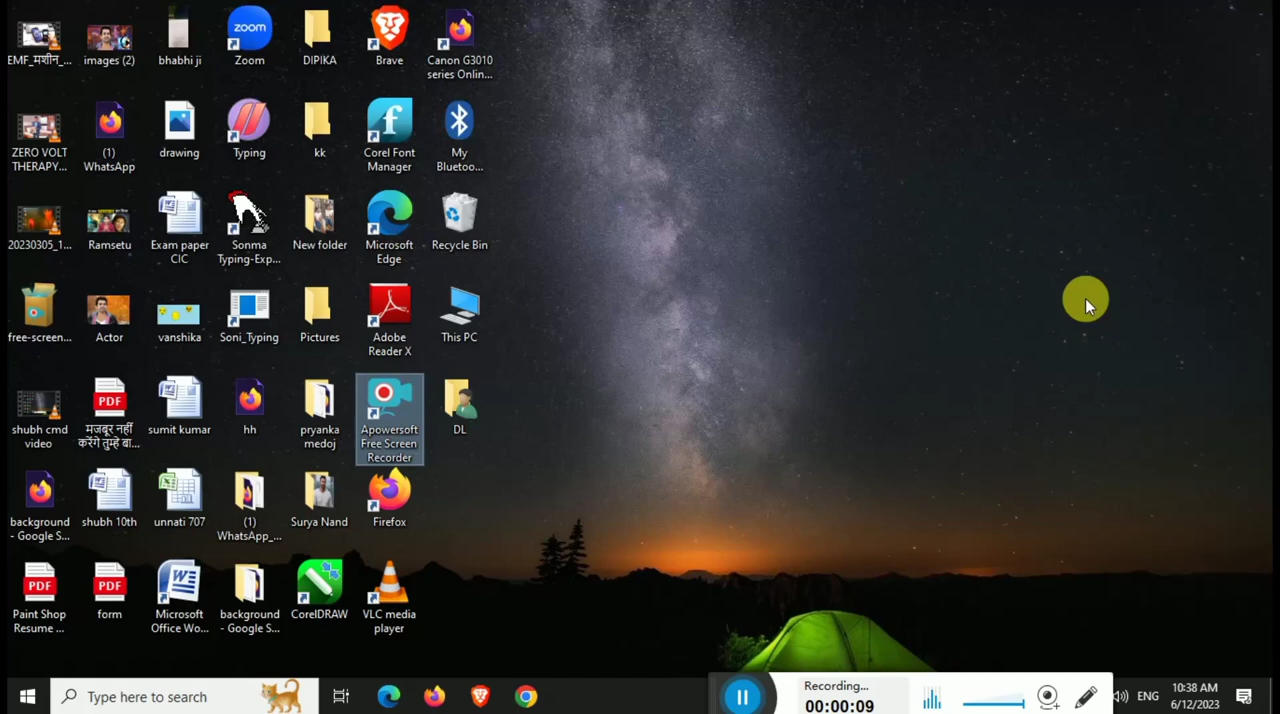 EMF_मशीन_...
images (2)
bhabhi ji
zoom
Zoom
DIPIKA
Brave
Canon G3010
series Onlin...
ZERO VOLT
THERAPY...
(1)
WhatsApp
drawing
Typing
kk
f
Corel Font
Manager
My
Bluetoo...
20230305_1...
Ramsetu
Exam paper
CIC
Sonma
Typing-Exp...
New folder
Microsoft
Edge
Recycle Bin
free-screen...
Actor
vanshika
Soni_Typing
Pictures
Adobe
Reader X
This PC
shubh cmd
video
PDF
मजबूर नहीं
करेंगे तुम्हे बा...
sumit kumar
hh
pryanka
medoj
Apowersoft
Free Screen
Recorder
DL
background
- Google S...
shubh 10th
unnati 707
(1)
WhatsApp_...
Surya Nand
Firefox
PDF
Paint Shop
Resume ...
PDF
form
W
Microsoft
Office Wo...
background
- Google S...
CorelDRAW
VLC media
player
Type here to search
Recording...
00:00:09
ENG
10:38 AM
6/12/2023